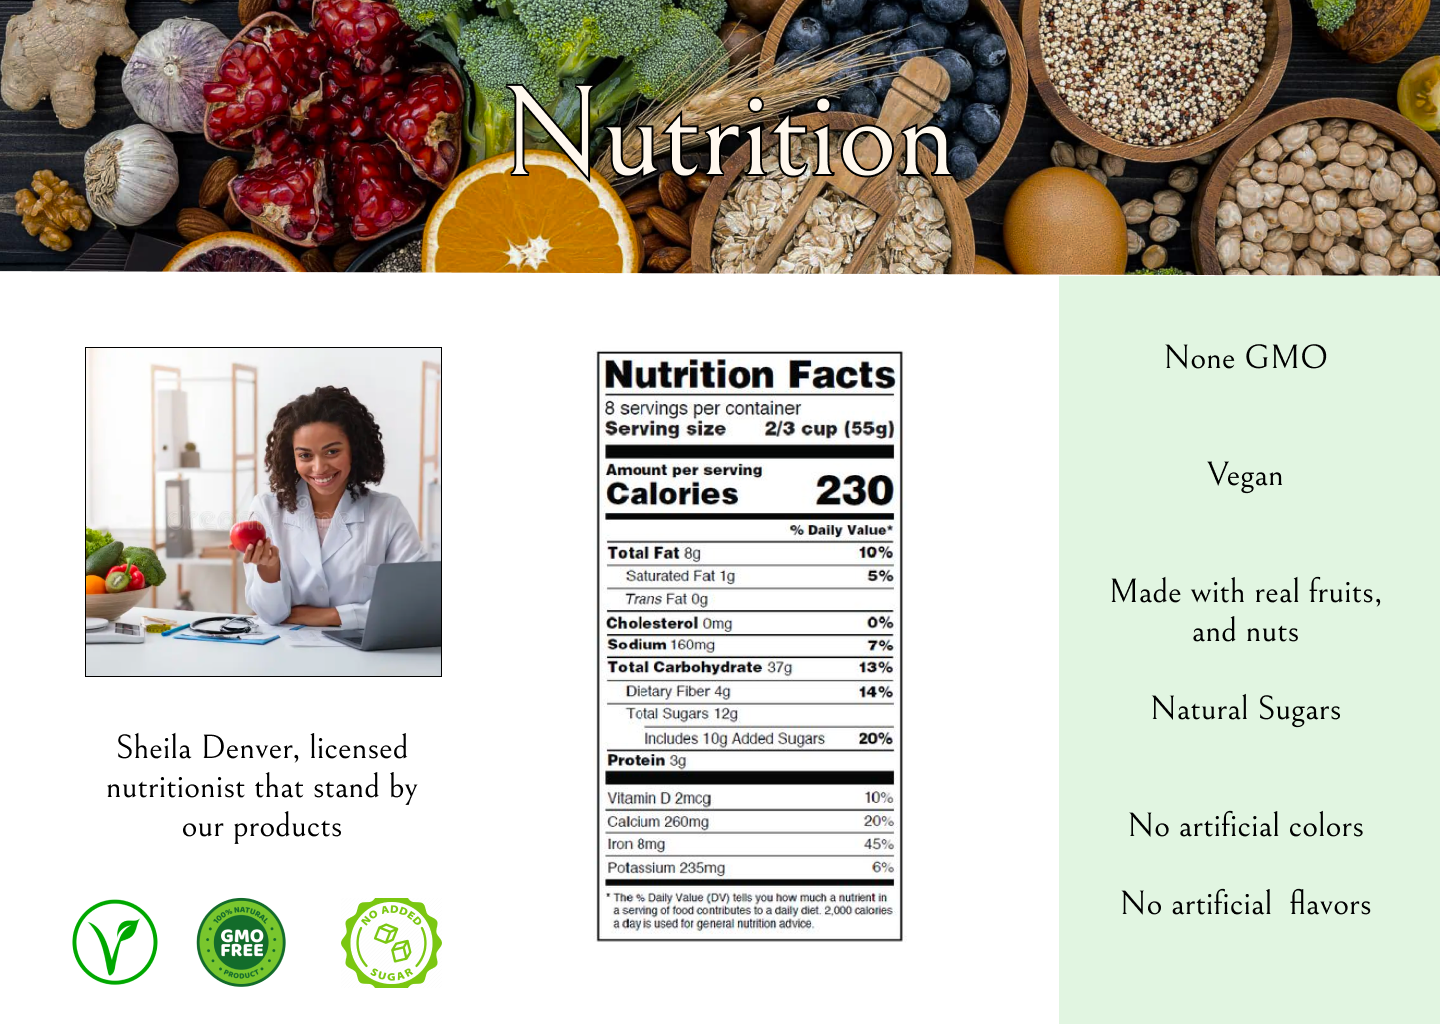 Nutrition
Sheila Denver, licensed
nutritionist that stand by
our products
100% NATURAL
GMO
FREE
PRODUCT
NO ADDED
SUGAR
Nutrition Facts
8 servings per container
Serving size 2/3 cup (55g)
Amount per serving
Calories 230
% Daily Value*
Total Fat 8g 10%
Saturated Fat 1g 5%
Trans Fat 0g
Cholesterol 0mg 0%
Sodium 160mg 7%
Total Carbohydrate 37g 13%
Dietary Fiber 4g 14%
Total Sugars 12g
Includes 10g Added Sugars 20%
Protein 3g
Vitamin D 2mcg 10%
Calcium 260mg 20%
Iron 8mg 45%
Potassium 235mg 6%
* The % Daily Value (DV) tells you how much a nutrient in
a serving of food contributes to a daily diet. 2,000 calories
a day is used for general nutrition advice.
None GMO
Vegan
Made with real fruits,
and nuts
Natural Sugars
No artificial colors
No artificial flavors